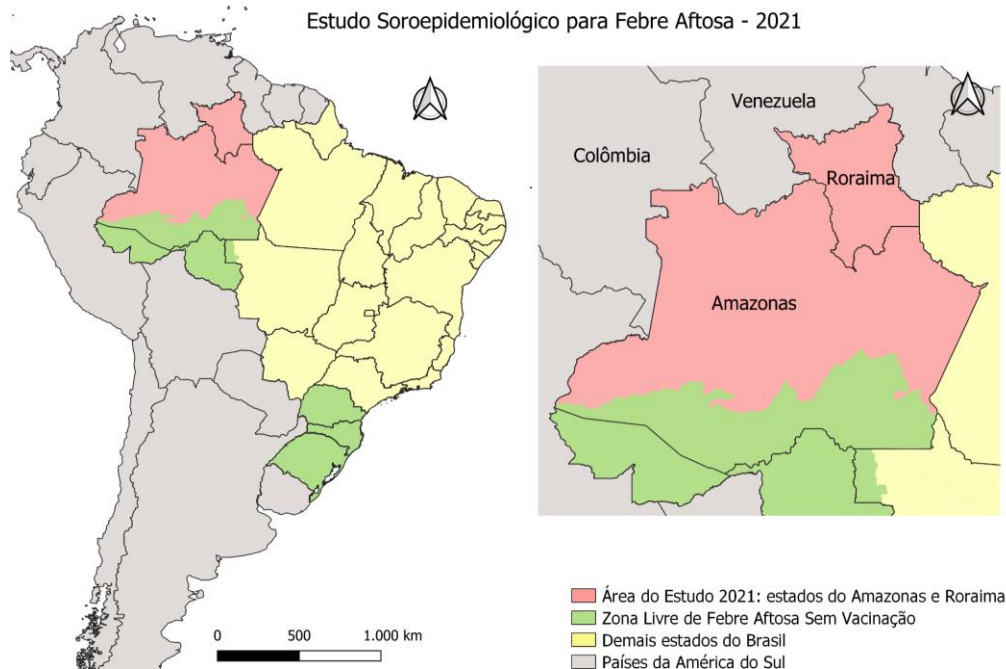 Estudo Soroepidemiológico para Febre Aftosa - 2021
Venezuela
Colômbia
Roraima
Amazonas
Área do Estudo 2021: estados do Amazonas e Roraima
Zona Livre de Febre Aftosa Sem Vacinação
Demais estados do Brasil
Países da América do Sul
0 500 1.000 km